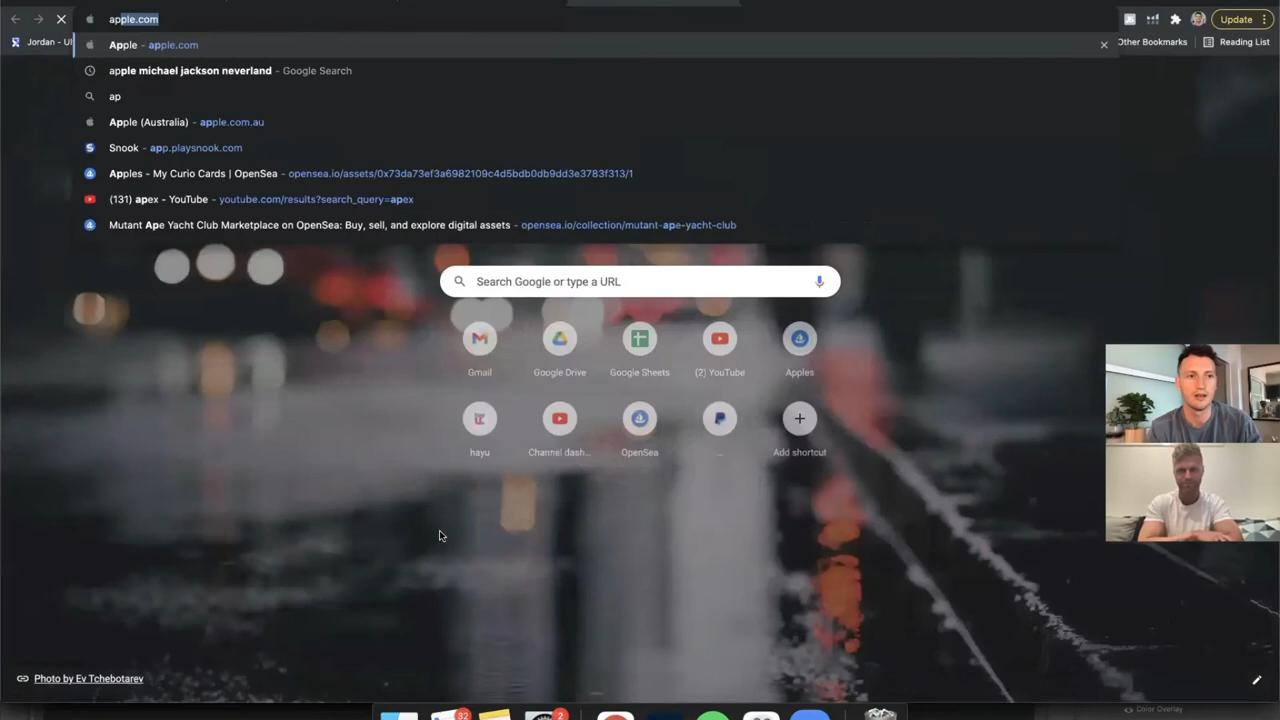 apple.com
Update
Jordan - U
Apple - apple.com
Other Bookmarks
Reading List
apple michael jackson neverland - Google Search
ap
Apple (Australia) - apple.com.au
Snook - app.playsnook.com
Apples - My Curio Cards | OpenSea - opensea.io/assets/0x73da73ef3a6982109c4d5bdb0db9dd3e3783f313/1
(131) apex - YouTube - youtube.com/results?search_query=apex
Mutant Ape Yacht Club Marketplace on OpenSea: Buy, sell, and explore digital assets - opensea.io/collection/mutant-ape-yacht-club
Search Google or type a URL
Gmail
Google Drive
Google Sheets
(2) YouTube
Apples
hayu
Channel dash...
OpenSea
...
Add shortcut
Photo by Ev Tchebotarev
32
2
Color Overlay